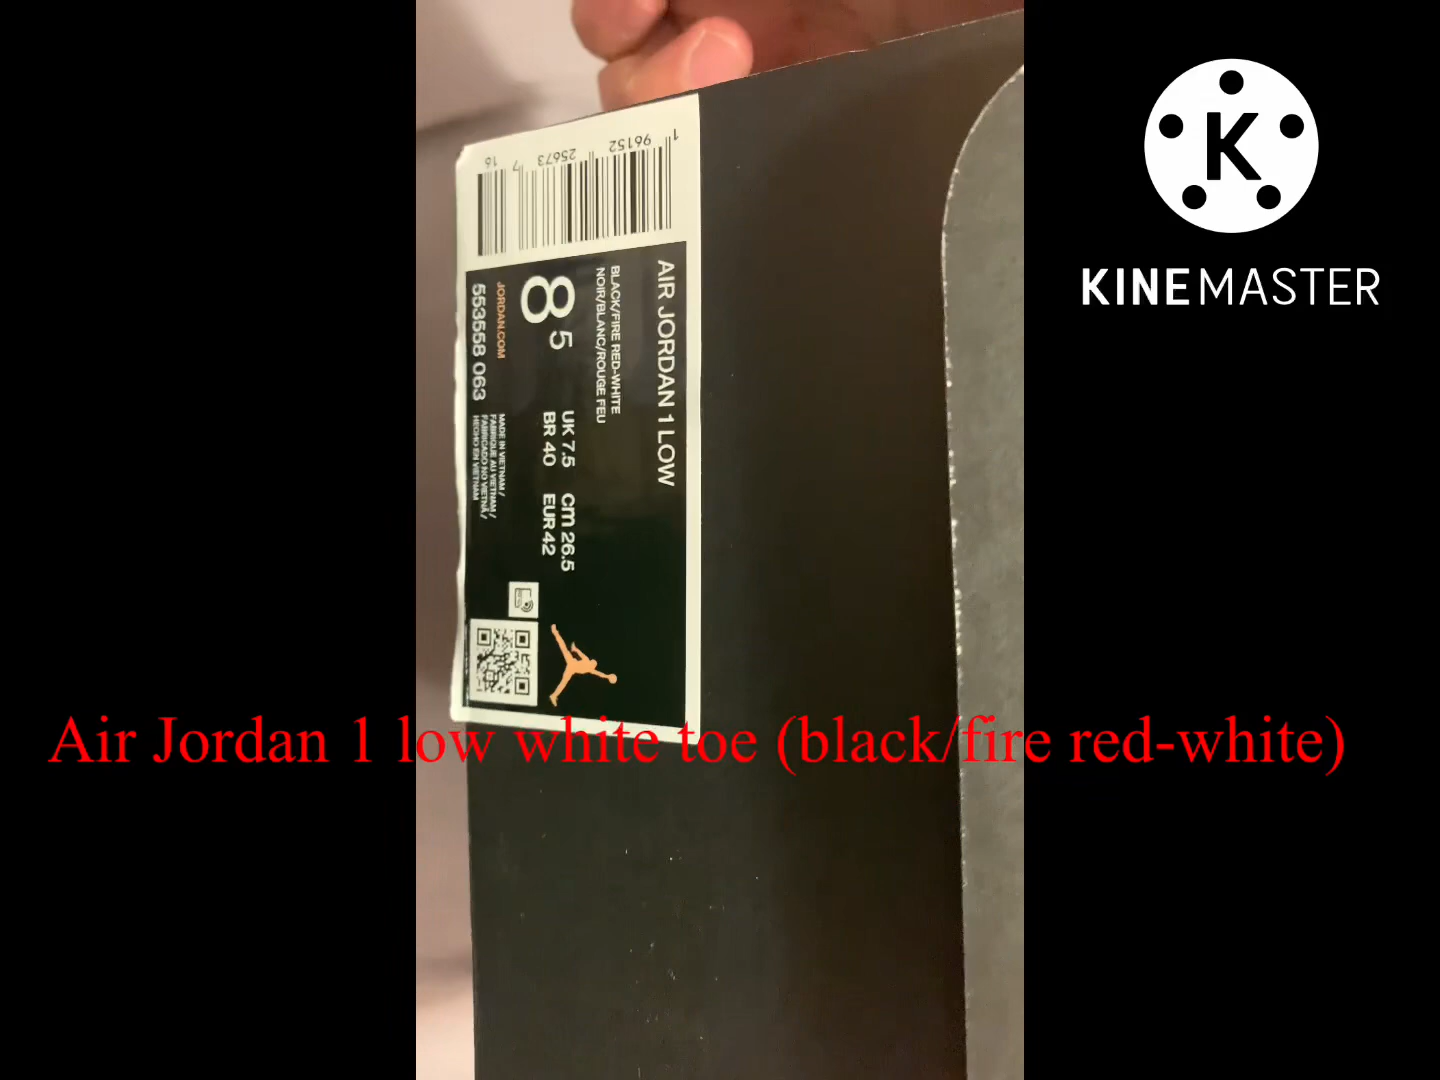 AIR JORDAN 1 LOW
BLACK/FIRE RED-WHITE
NOIR/BLANC/ROUGE FEU
8 5
UK 7.5 cm 26.5
BR 40 EUR 42
JORDAN.COM
553558 063
MADE IN VIETNAM /
FABRIQUE AU VIETNAM /
FABRICADO NO VIETNÃ /
HECHO EN VIETNAM
1 96152 25673 7 16
K
KINEMASTER
Air Jordan 1 low white toe (black/fire red-white)